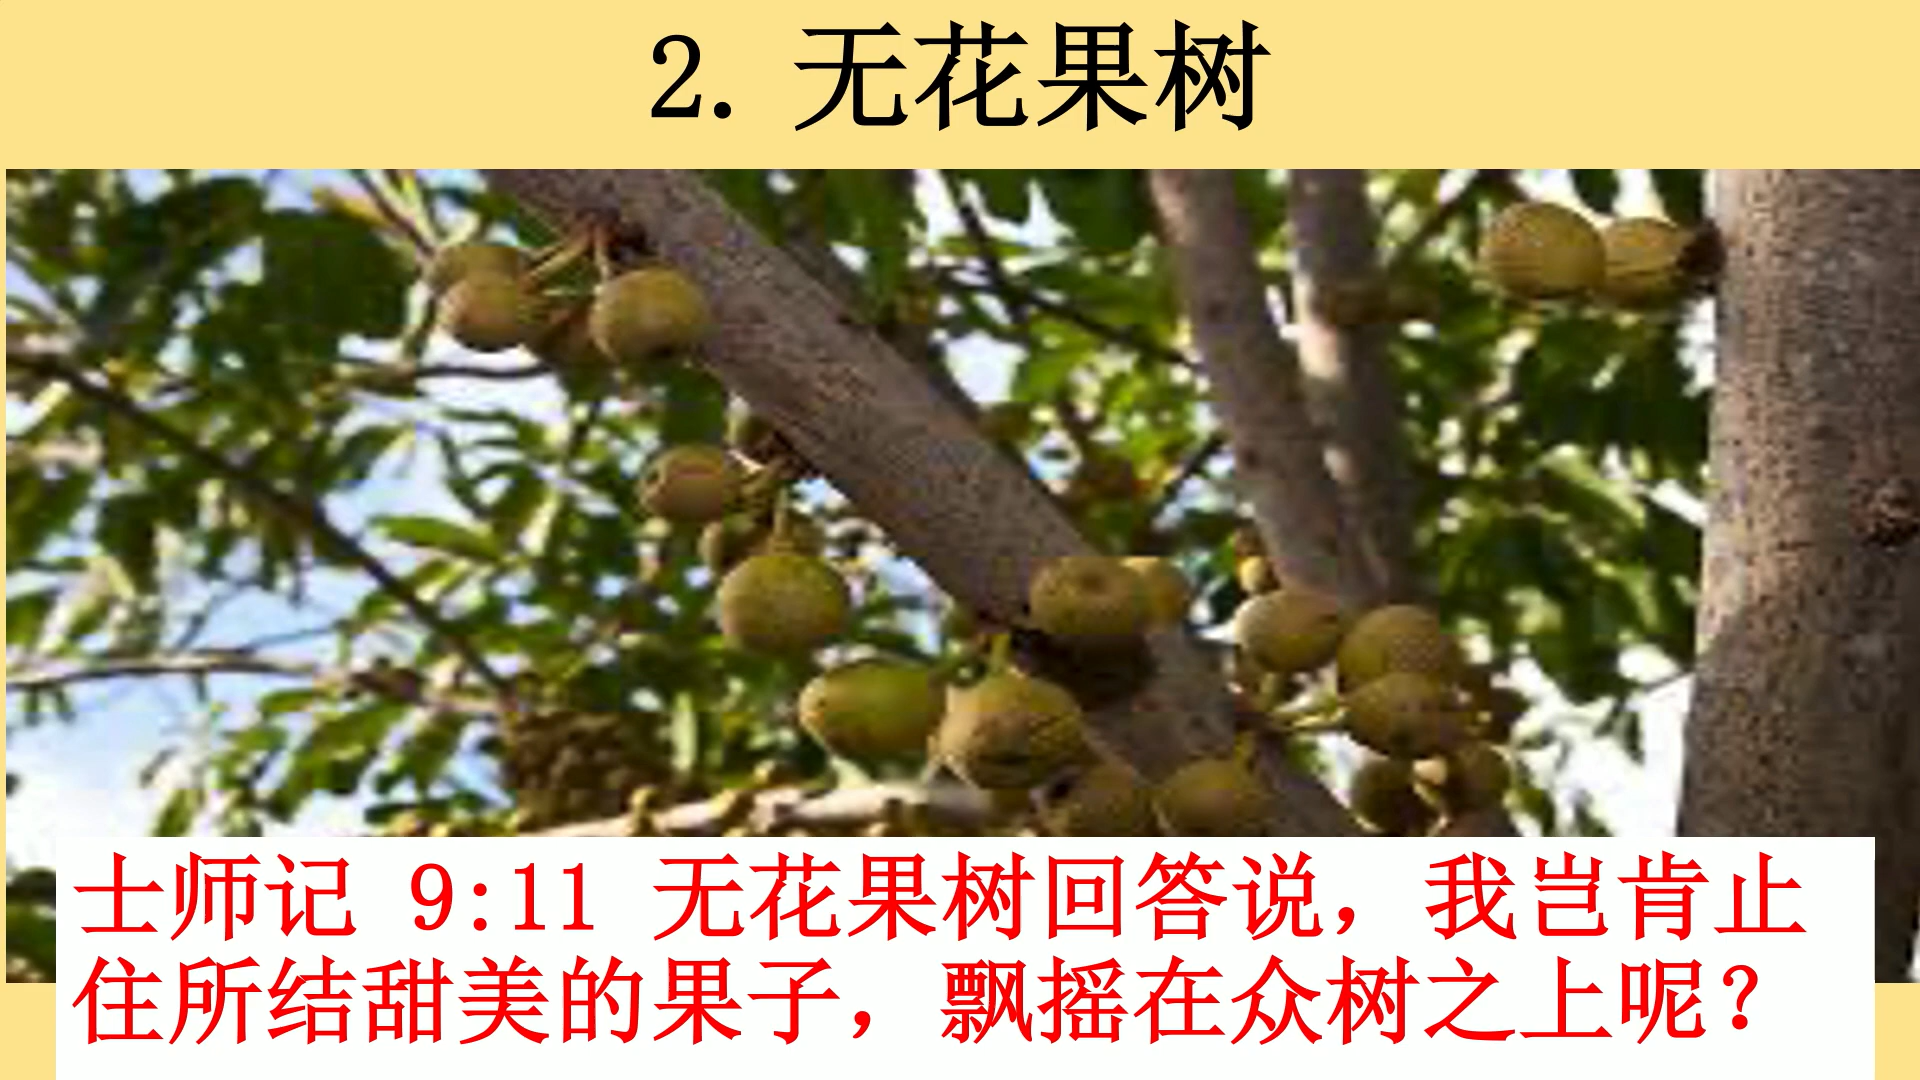 2. 无花果树
士师记 9:11 无花果树回答说，我岂肯止
住所结甜美的果子，飘摇在众树之上呢？